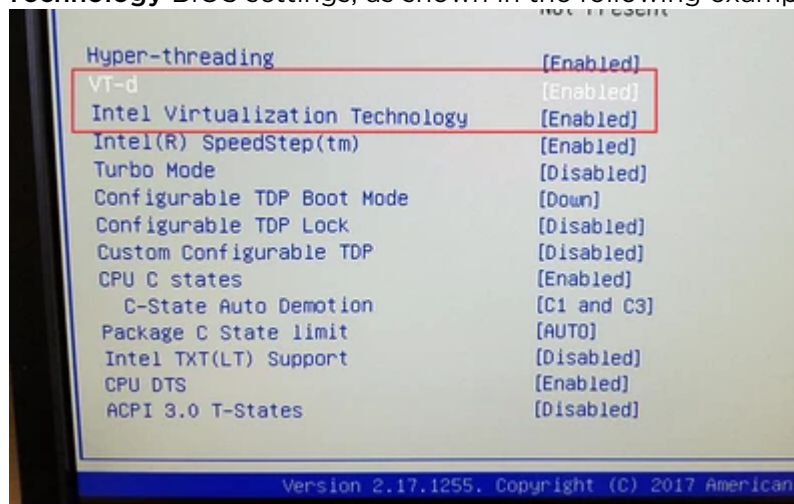 Technology BIOS settings, as shown in the following examp
Not Present
Hyper-threading [Enabled]
VT-d [Enabled]
Intel Virtualization Technology [Enabled]
Intel(R) SpeedStep(tm) [Enabled]
Turbo Mode [Disabled]
Configurable TDP Boot Mode [Down]
Configurable TDP Lock [Disabled]
Custom Configurable TDP [Disabled]
CPU C states [Enabled]
C-State Auto Demotion [C1 and C3]
Package C State limit [AUTO]
Intel TXT(LT) Support [Disabled]
CPU DTS [Enabled]
ACPI 3.0 T-States [Disabled]
Version 2.17.1255. Copyright (C) 2017 American